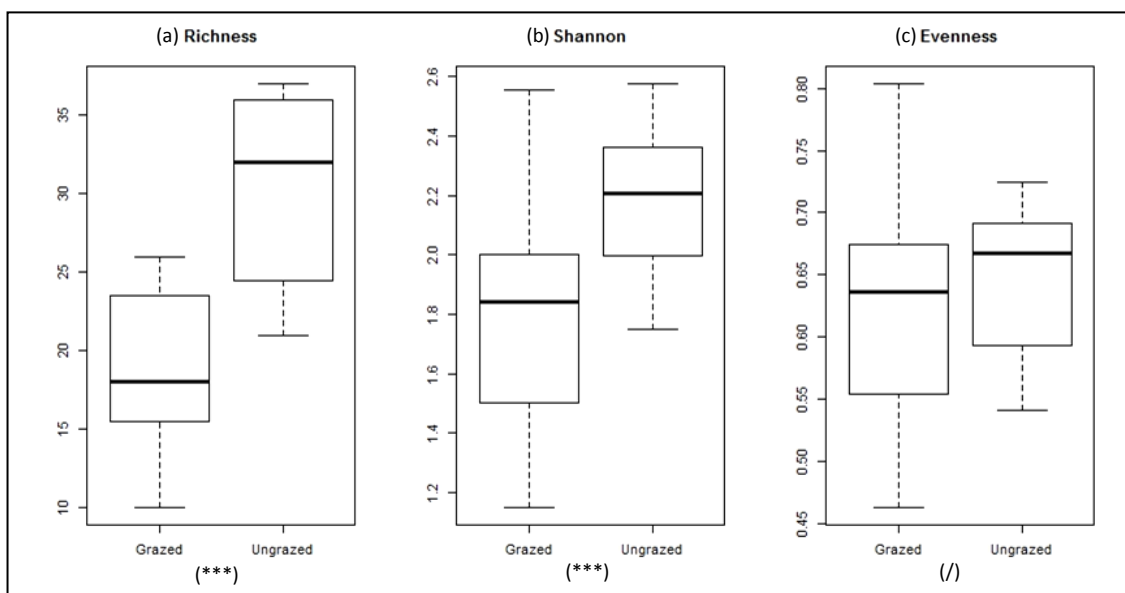 (a) Richness
(b) Shannon
(c) Evenness
35
30
25
20
15
10
2.6
2.4
2.2
2.0
1.8
1.6
1.4
1.2
0.80
0.75
0.70
0.65
0.60
0.55
0.50
0.45
Grazed
Ungrazed
Grazed
Ungrazed
Grazed
Ungrazed
(***)
(***)
(/)